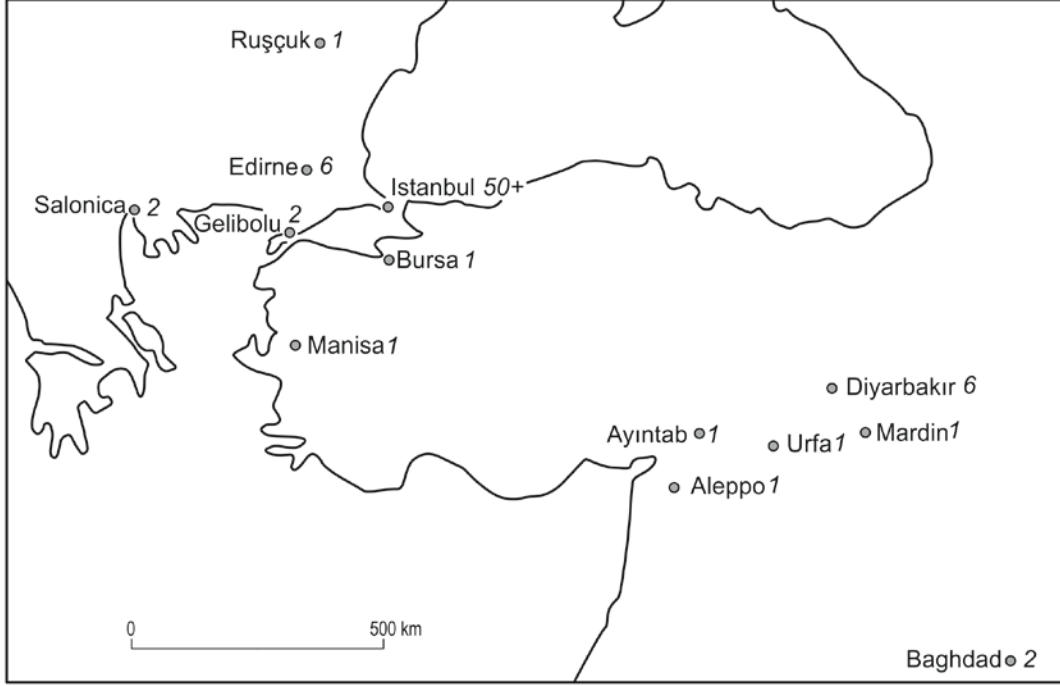 Ruşçuk 1
Edirne 6
Istanbul 50+
Salonica 2
Gelibolu 2
Bursa 1
Manisa 1
Diyarbakır 6
Ayıntab 1
Urfa 1
Mardin 1
Aleppo 1
0 500 km
Baghdad 2